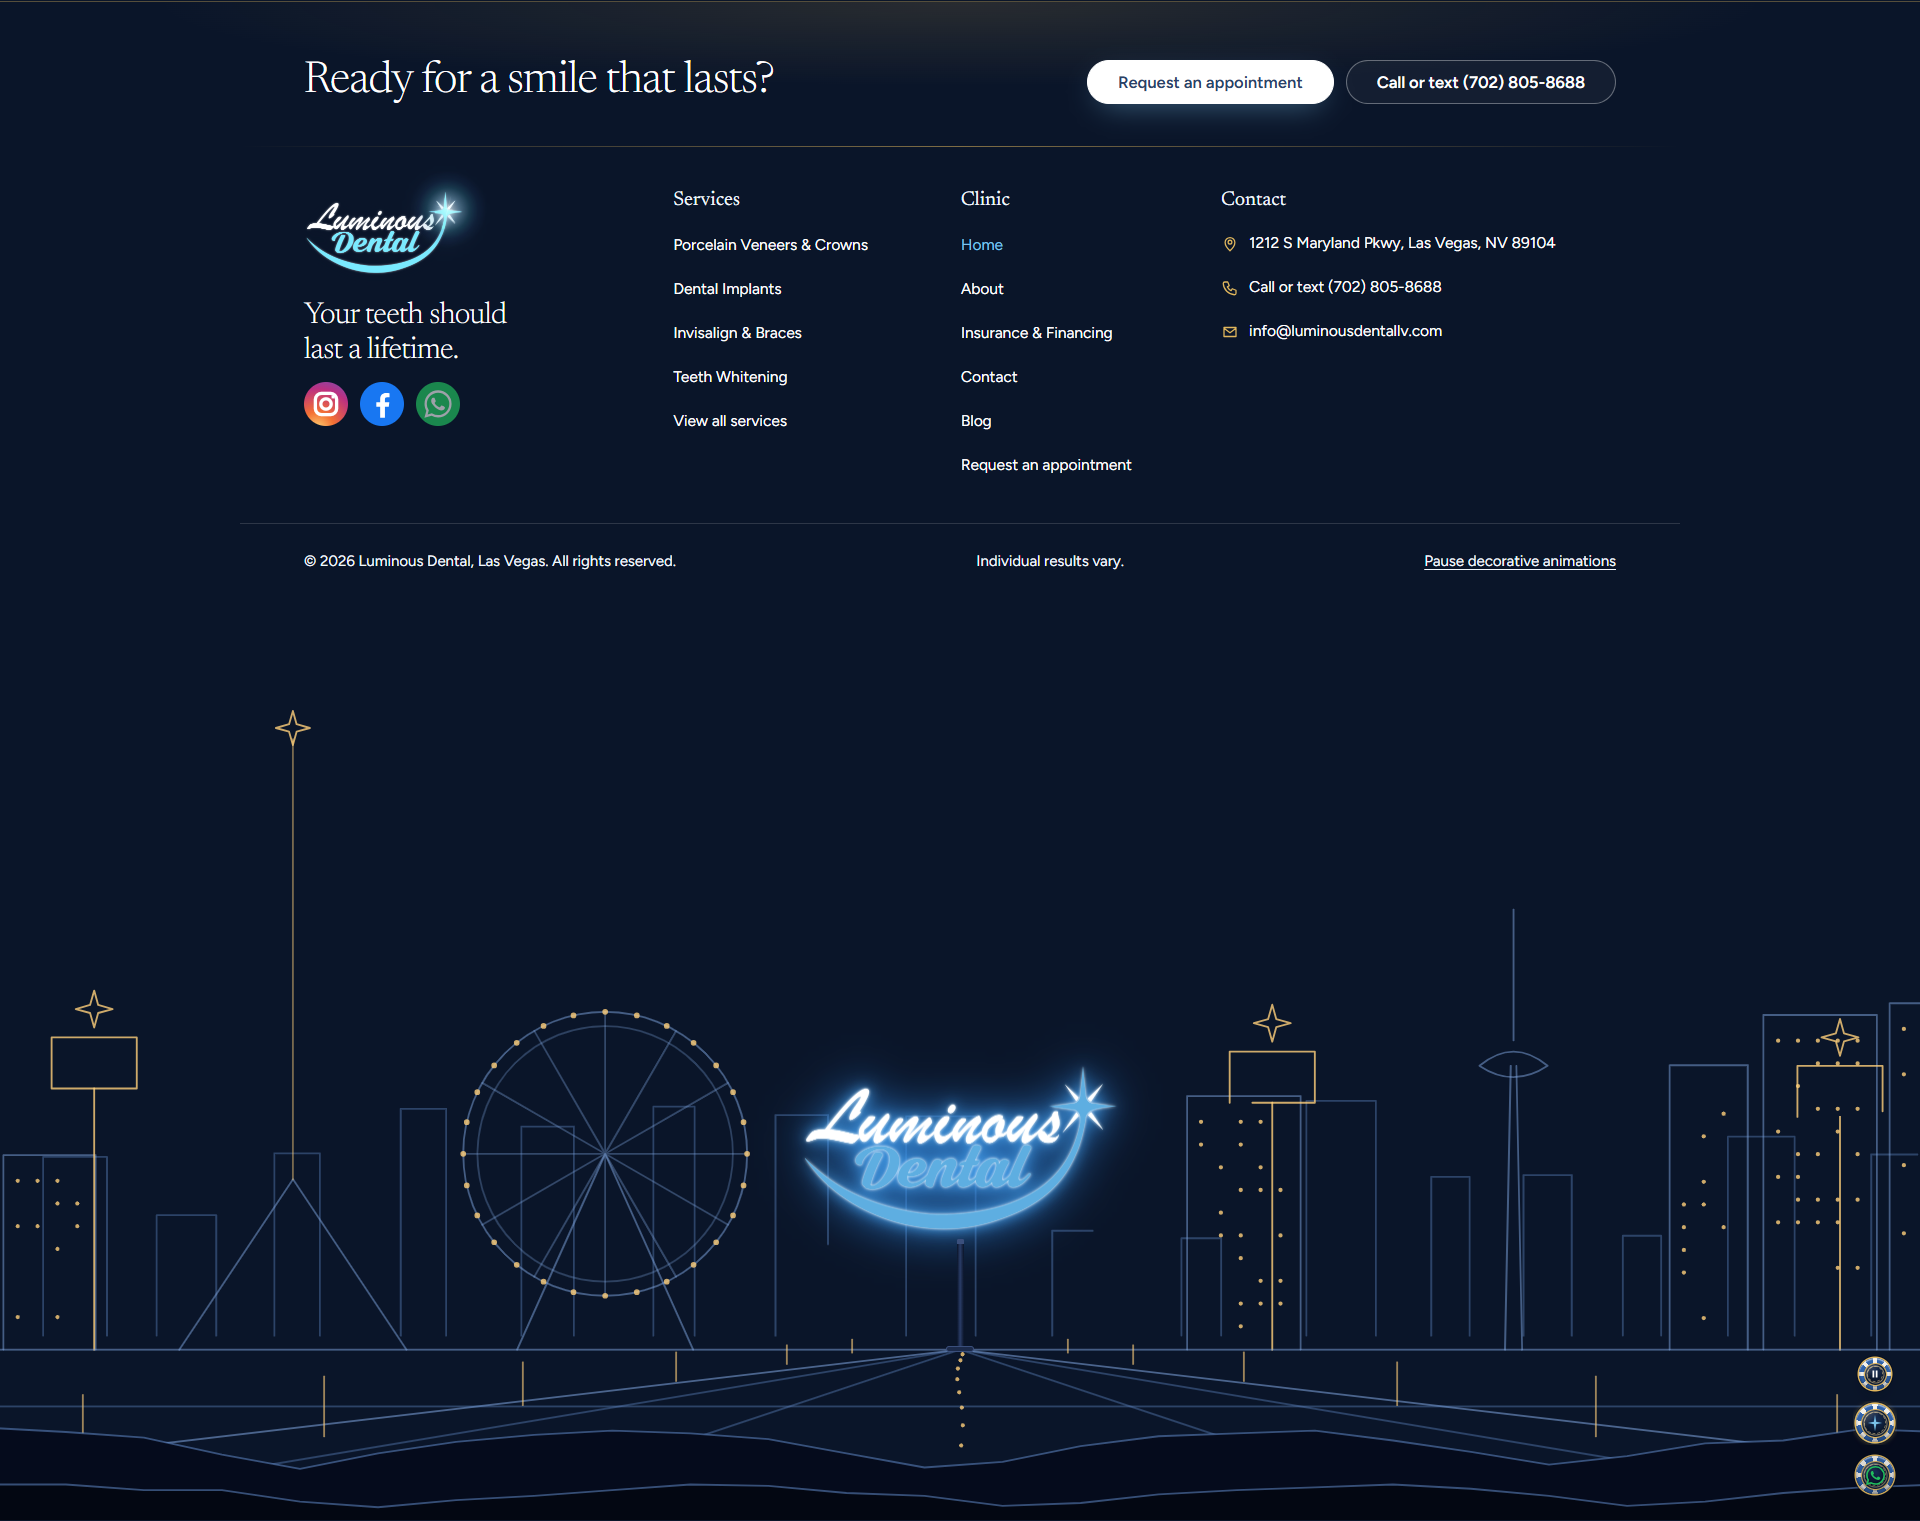 Ready for a smile that lasts?
Request an appointment
Call or text (702) 805-8688
Luminous
Dental
Your teeth should
last a lifetime.
Services
Porcelain Veneers & Crowns
Dental Implants
Invisalign & Braces
Teeth Whitening
View all services
Clinic
Home
About
Insurance & Financing
Contact
Blog
Request an appointment
Contact
1212 S Maryland Pkwy, Las Vegas, NV 89104
Call or text (702) 805-8688
info@luminousdentallv.com
© 2026 Luminous Dental, Las Vegas. All rights reserved.
Individual results vary.
Pause decorative animations
Luminous
Dental